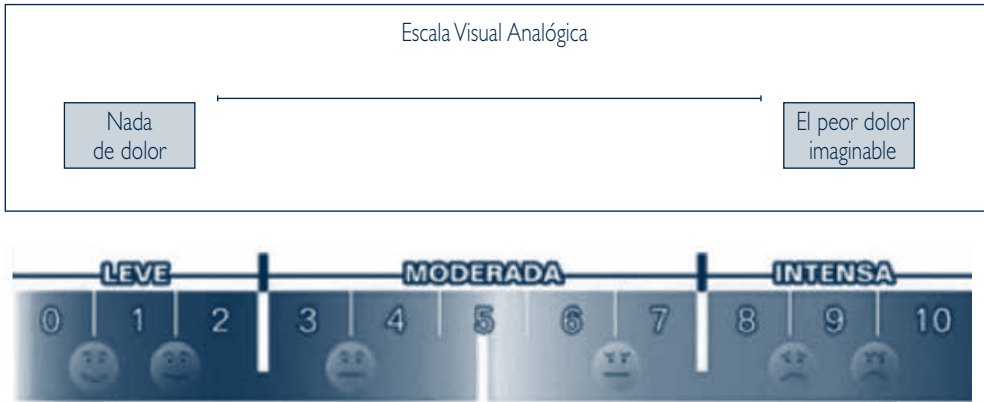 Escala Visual Analógica
Nada
de dolor
El peor dolor
imaginable
LEVE MODERADA INTENSA
0 1 2 3 4 5 6 7 8 9 10